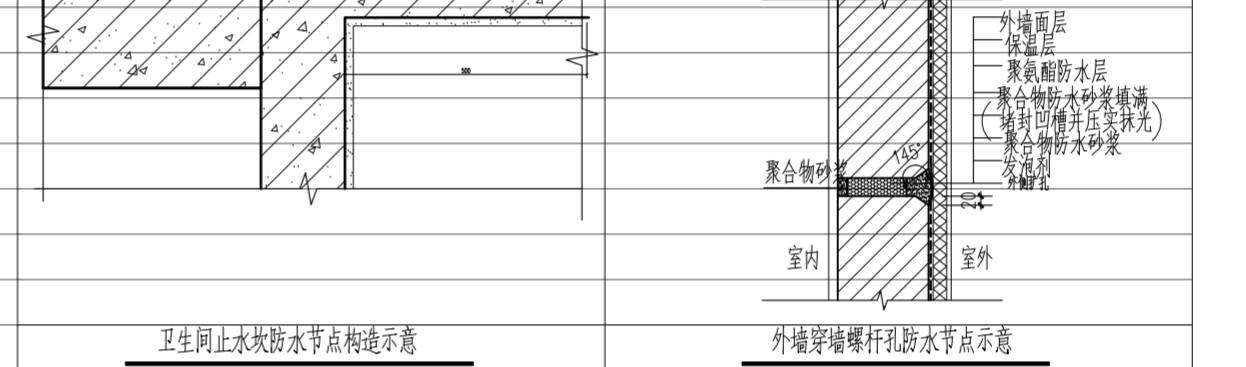 500
外墙面层
保温层
聚氨酯防水层
聚合物防水砂浆填满
(堵封凹槽并压实抹光)
聚合物防水砂浆
发泡剂
外侧扩孔
145°
聚合物砂浆
20
室内
室外
卫生间止水坎防水节点构造示意
外墙穿墙螺杆孔防水节点示意